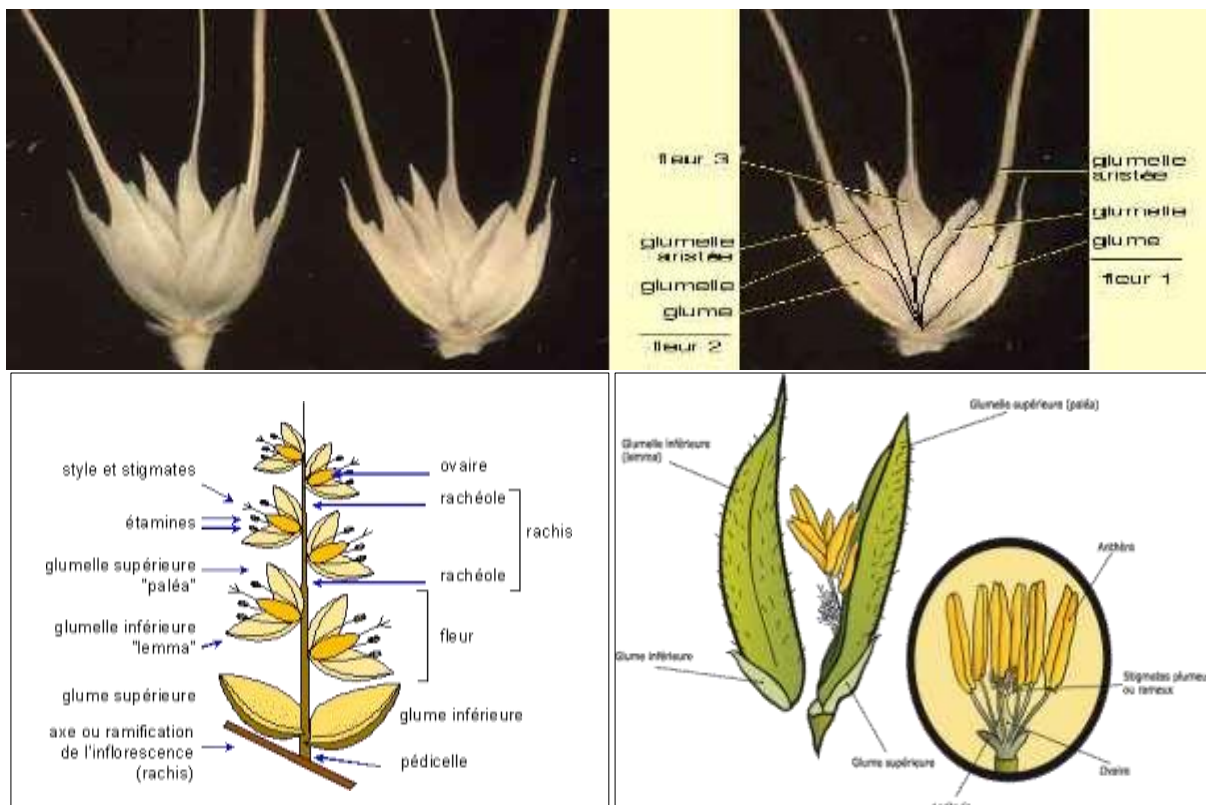 fleur 3
glumelle
aristée
glumelle
glume
fleur 2
glumelle
aristée
glumelle
glume
fleur 1
style et stigmates
étamines
glumelle supérieure
"paléa"
glumelle inférieure
"lemma"
glume supérieure
axe ou ramification
de l'inflorescence
(rachis)
ovaire
rachéole
rachis
rachéole
fleur
glume inférieure
pédicelle
Glumelle supérieure (paléa)
Glumelle inférieure
(lemma)
Glume inférieure
Glume supérieure
Anthère
Stigmates plumeu
ou rameux
Ovaire